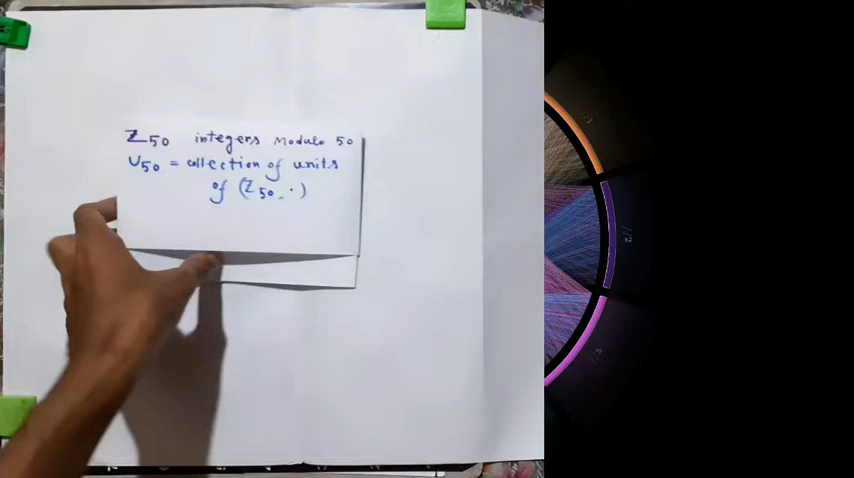 Z50 integers modulo 50
U50 = collection of units
of (Z50, ·)